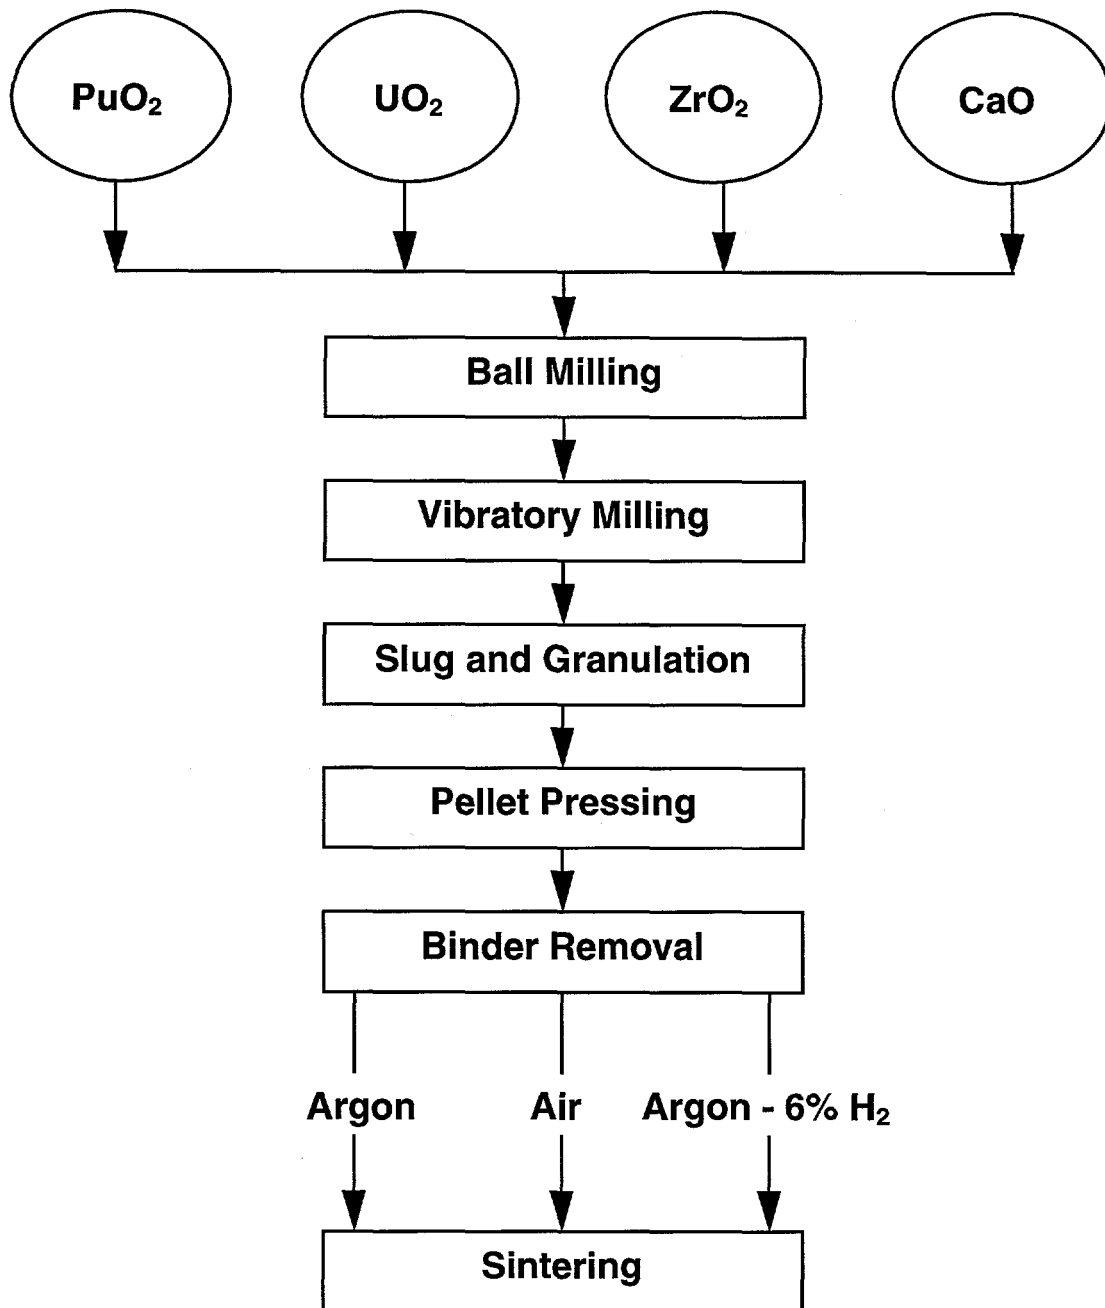 PuO₂ UO₂ ZrO₂ CaO
Ball Milling
Vibratory Milling
Slug and Granulation
Pellet Pressing
Binder Removal
Argon Air Argon - 6% H₂
Sintering